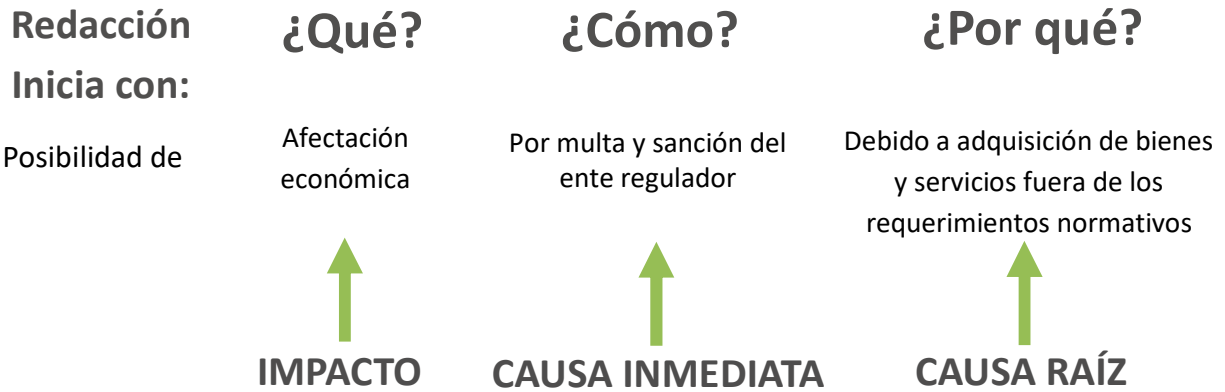 Redacción
Inicia con:
Posibilidad de
¿Qué?
Afectación
económica
IMPACTO
¿Cómo?
Por multa y sanción del
ente regulador
CAUSA INMEDIATA
¿Por qué?
Debido a adquisición de bienes
y servicios fuera de los
requerimientos normativos
CAUSA RAÍZ